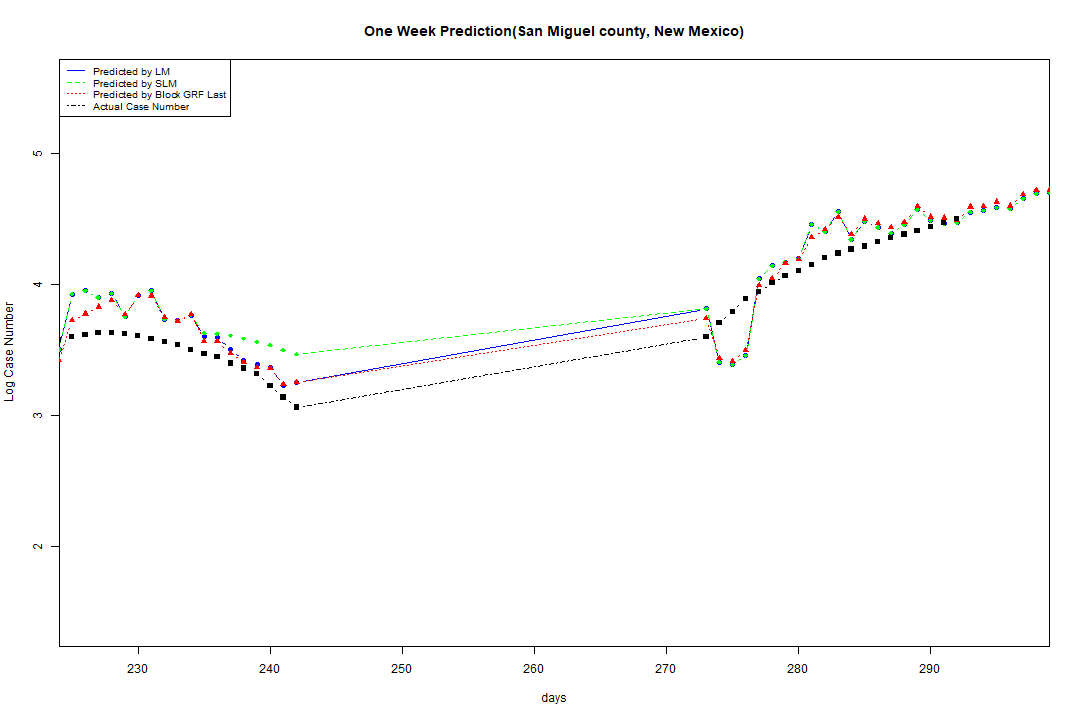 One Week Prediction(San Miguel county, New Mexico)
Predicted by LM
Predicted by SLM
Predicted by Block GRF Last
Actual Case Number
5
4
3
2
Log Case Number
230 240 250 260 270 280 290
days